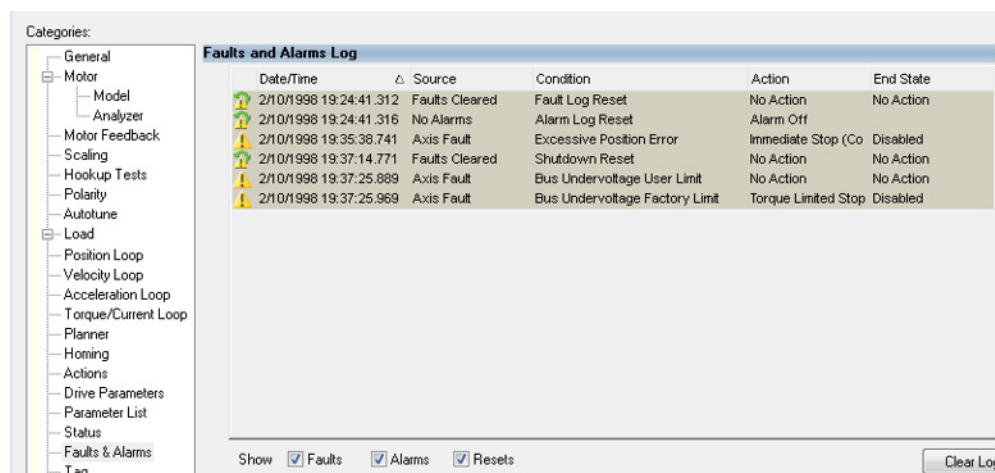 Categories:
General
Motor
Model
Analyzer
Motor Feedback
Scaling
Hookup Tests
Polarity
Autotune
Load
Position Loop
Velocity Loop
Acceleration Loop
Torque/Current Loop
Planner
Homing
Actions
Drive Parameters
Parameter List
Status
Faults & Alarms
Tag
Faults and Alarms Log
Date/Time Source Condition Action End State
2/10/1998 19:24:41.312 Faults Cleared Fault Log Reset No Action No Action
2/10/1998 19:24:41.316 No Alarms Alarm Log Reset Alarm Off
2/10/1998 19:35:38.741 Axis Fault Excessive Position Error Immediate Stop (Co Disabled
2/10/1998 19:37:14.771 Faults Cleared Shutdown Reset No Action No Action
2/10/1998 19:37:25.889 Axis Fault Bus Undervoltage User Limit No Action No Action
2/10/1998 19:37:25.969 Axis Fault Bus Undervoltage Factory Limit Torque Limited Stop Disabled
Show Faults Alarms Resets
Clear Log